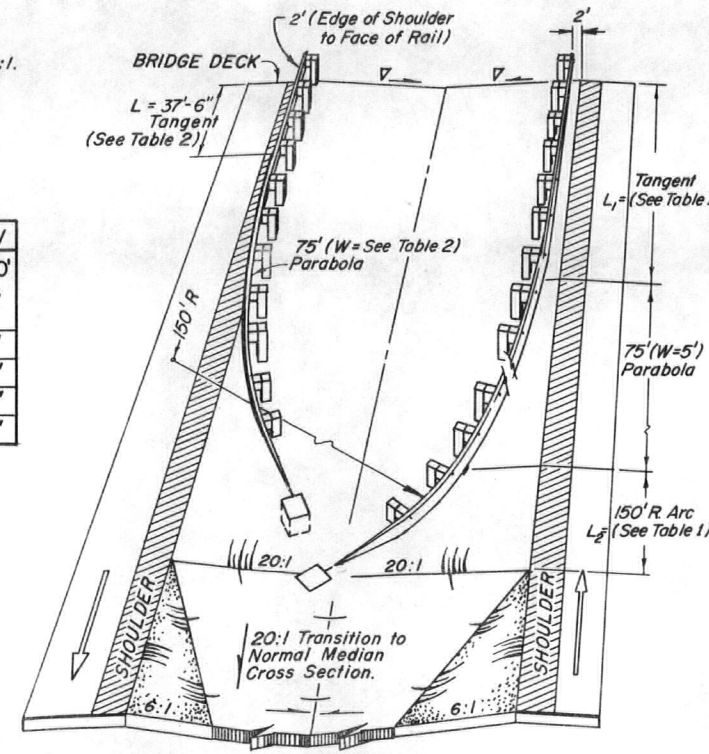 2' (Edge of Shoulder
to Face of Rail)
2'
:1.
BRIDGE DECK
L = 37'-6"
Tangent
(See Table 2)
Tangent
L₁= (See Table
75' (W= See Table 2)
Parabola
150' R
75' (W=5')
Parabola
150' R Arc
L₂= (See Table 1)
20:1
20:1
SHOULDER
SHOULDER
20:1 Transition to
Normal Median
Cross Section.
6:1
6:1